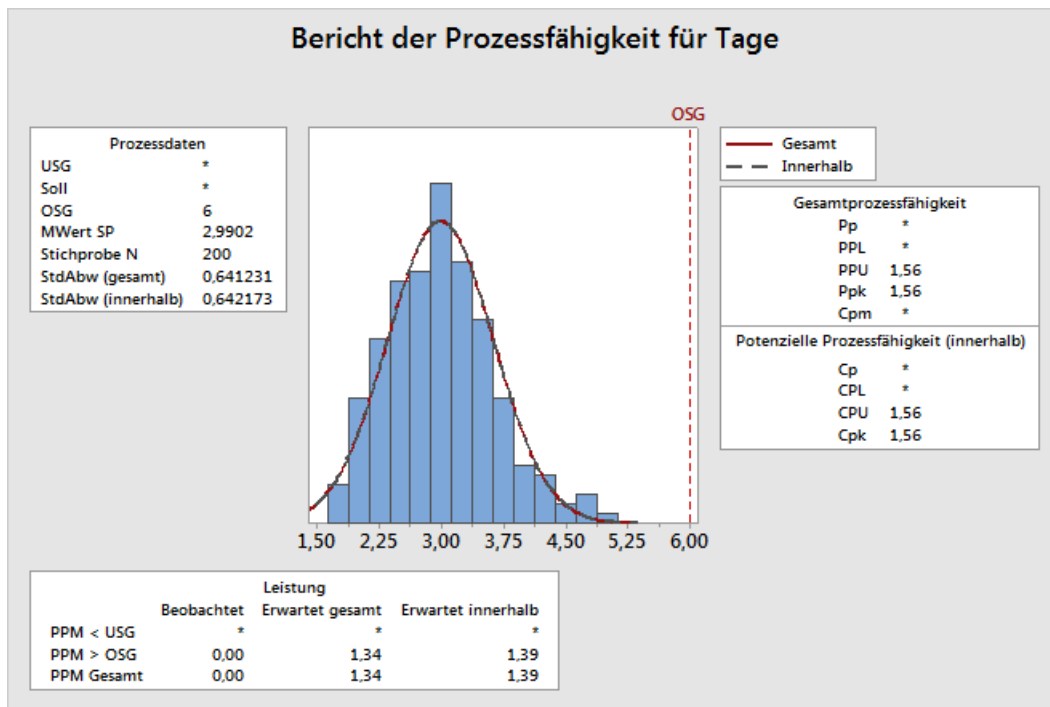 Bericht der Prozessfähigkeit für Tage
OSG
Prozessdaten
USG *
Soll *
OSG 6
MWert SP 2,9902
Stichprobe N 200
StdAbw (gesamt) 0,641231
StdAbw (innerhalb) 0,642173
Gesamt
Innerhalb
Gesamtprozessfähigkeit
Pp *
PPL *
PPU 1,56
Ppk 1,56
Cpm *
Potenzielle Prozessfähigkeit (innerhalb)
Cp *
CPL *
CPU 1,56
Cpk 1,56
1,50 2,25 3,00 3,75 4,50 5,25 6,00
Leistung
Beobachtet Erwartet gesamt Erwartet innerhalb
PPM < USG * * *
PPM > OSG 0,00 1,34 1,39
PPM Gesamt 0,00 1,34 1,39